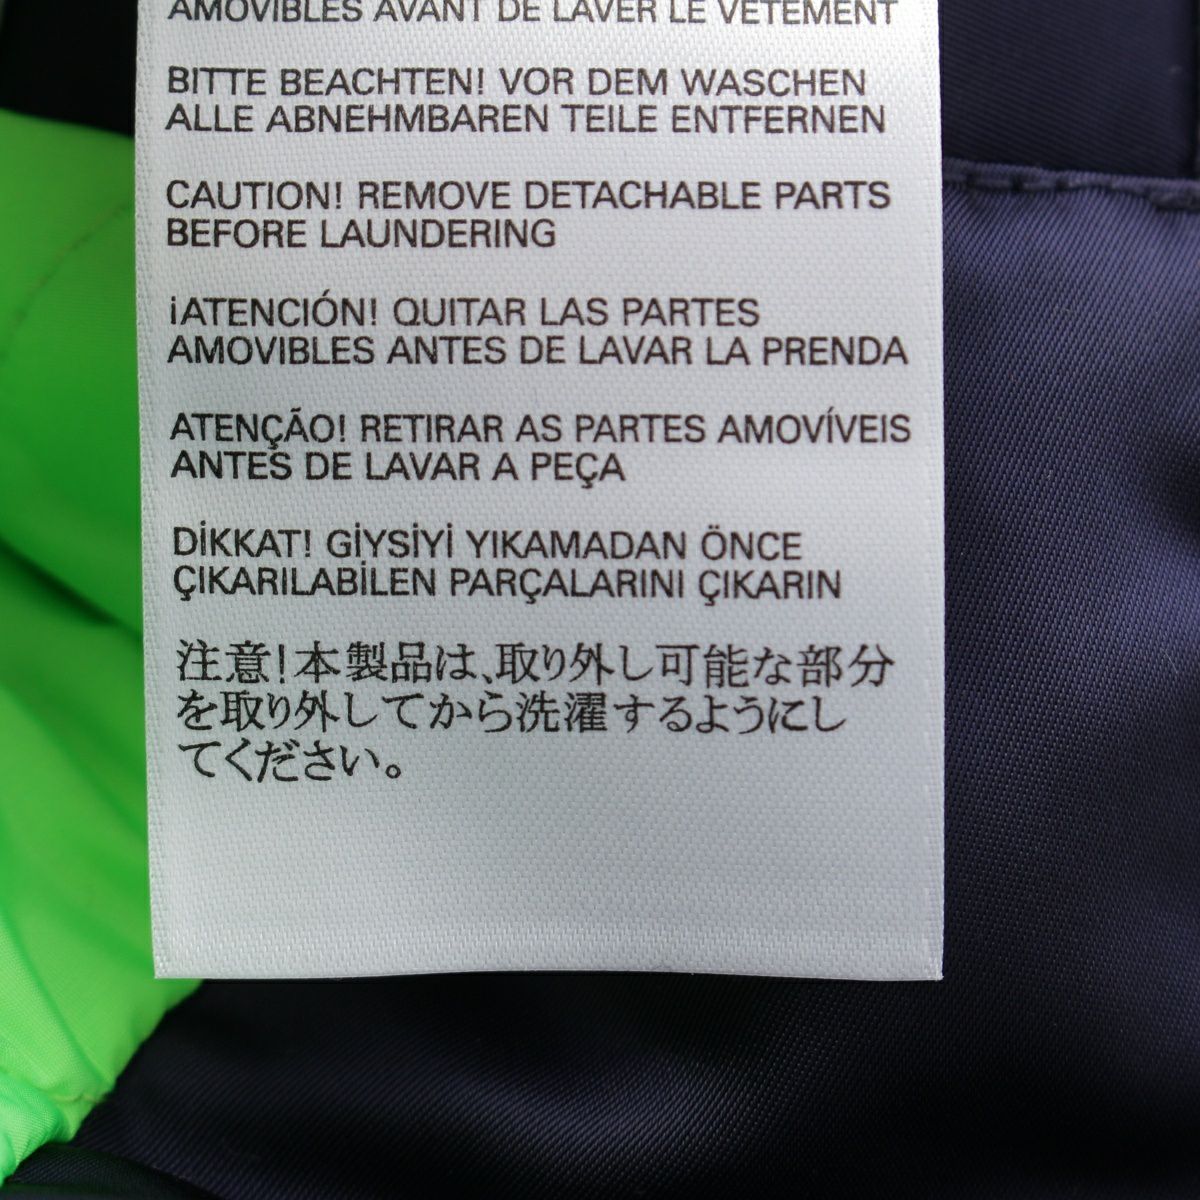 AMOVIBLES AVANT DE LAVER LE VÊTEMENT
BITTE BEACHTEN! VOR DEM WASCHEN
ALLE ABNEHMBAREN TEILE ENTFERNEN
CAUTION! REMOVE DETACHABLE PARTS
BEFORE LAUNDERING
¡ATENCIÓN! QUITAR LAS PARTES
AMOVIBLES ANTES DE LAVAR LA PRENDA
ATENÇÃO! RETIRAR AS PARTES AMOVÍVEIS
ANTES DE LAVAR A PEÇA
DİKKAT! GİYSİYİ YIKAMADAN ÖNCE
ÇIKARILABİLEN PARÇALARINI ÇIKARIN
注意!本製品は、取り外し可能な部分
を取り外してから洗濯するようにし
てください。